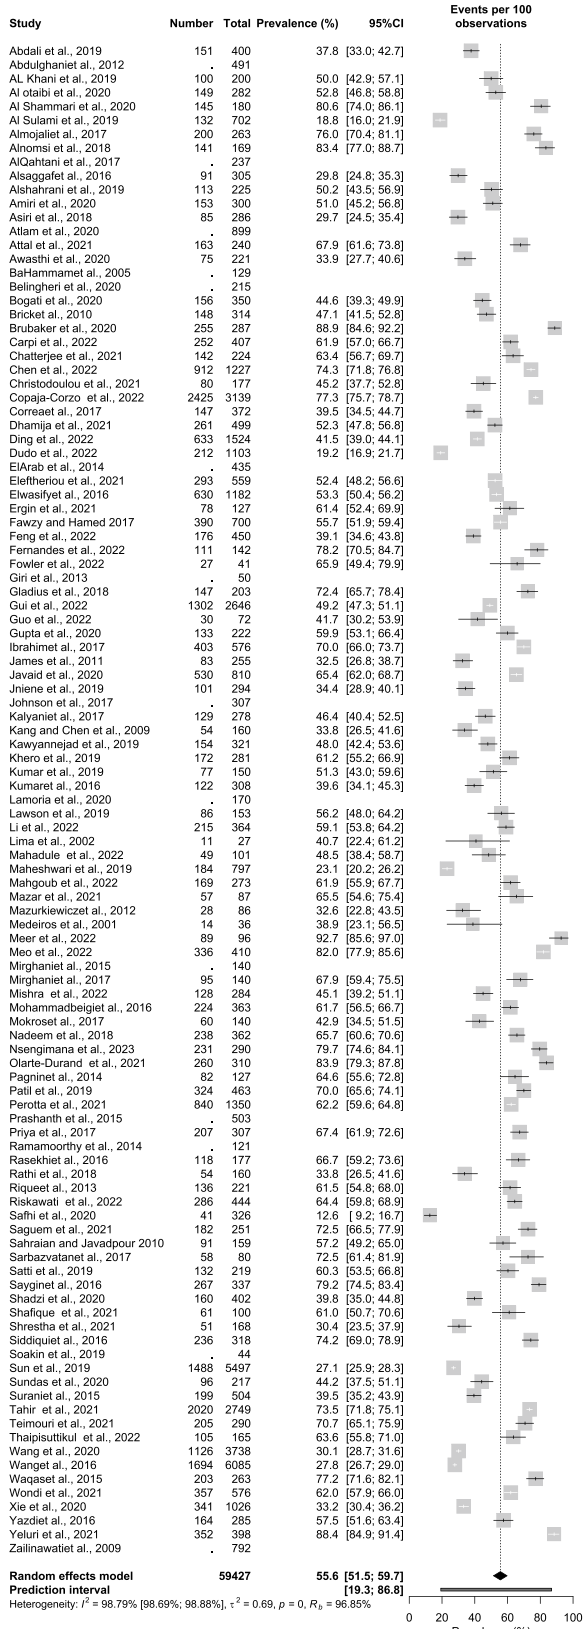 Events per 100
Number Total Prevalence (%) 95%CI observations
Study
Abdali et al., 2019 151 400 37.8 [33.0; 42.7]
Abdulghaniet et al., 2012 . 491
AL Khani et al., 2019 100 200 50.0 [42.9; 57.1]
Al otaibi et al., 2020 149 282 52.8 [46.8; 58.8]
Al Shammari et al., 2020 145 180 80.6 [74.0; 86.1]
Al Sulami et al., 2019 132 702 18.8 [16.0; 21.9]
Almojaliet et al., 2017 200 263 76.0 [70.4; 81.1]
Alnomsi et al., 2018 141 169 83.4 [77.0; 88.7]
AlQahtani et al., 2017 . 237
Alsaggafet et al., 2016 91 305 29.8 [24.8; 35.3]
Alshahrani et al., 2019 113 225 50.2 [43.5; 56.9]
Amiri et al., 2020 153 300 51.0 [45.2; 56.8]
Asiri et al., 2018 85 286 29.7 [24.5; 35.4]
Atlam et al., 2020 . 899
Attal et al., 2021 163 240 67.9 [61.6; 73.8]
Awasthi et al., 2020 75 221 33.9 [27.7; 40.6]
BaHammamet et al., 2005 . 129
Belingheri et al., 2020 . 215
Bogati et al., 2020 156 350 44.6 [39.3; 49.9]
Bricket et al., 2010 148 314 47.1 [41.5; 52.8]
Brubaker et al., 2020 255 287 88.9 [84.6; 92.2]
Carpi et al., 2022 252 407 61.9 [57.0; 66.7]
Chatterjee et al., 2021 142 224 63.4 [56.7; 69.7]
Chen et al., 2022 912 1227 74.3 [71.8; 76.8]
Christodoulou et al., 2021 80 177 45.2 [37.7; 52.8]
Copaja-Corzo et al., 2022 2425 3139 77.3 [75.7; 78.7]
Correaet et al., 2017 147 372 39.5 [34.5; 44.7]
Dhamija et al., 2021 261 499 52.3 [47.8; 56.8]
Ding et al., 2022 633 1524 41.5 [39.0; 44.1]
Dudo et al., 2022 212 1103 19.2 [16.9; 21.7]
ElArab et al., 2014 . 435
Eleftheriou et al., 2021 293 559 52.4 [48.2; 56.6]
Elwasifyet et al., 2016 630 1182 53.3 [50.4; 56.2]
Ergin et al., 2021 78 127 61.4 [52.4; 69.9]
Fawzy and Hamed 2017 390 700 55.7 [51.9; 59.4]
Feng et al., 2022 176 450 39.1 [34.6; 43.8]
Fernandes et al., 2022 111 142 78.2 [70.5; 84.7]
Fowler et al., 2022 27 41 65.9 [49.4; 79.9]
Giri et al., 2013 . 50
Gladius et al., 2018 147 203 72.4 [65.7; 78.4]
Gui et al., 2022 1302 2646 49.2 [47.3; 51.1]
Guo et al., 2022 30 72 41.7 [30.2; 53.9]
Gupta et al., 2020 133 222 59.9 [53.1; 66.4]
Ibrahimet et al., 2017 403 576 70.0 [66.0; 73.7]
James et al., 2011 83 255 32.5 [26.8; 38.7]
Javaid et al., 2020 530 810 65.4 [62.0; 68.7]
Jniene et al., 2019 101 294 34.4 [28.9; 40.1]
Johnson et al., 2017 . 307
Kalyaniet et al., 2017 129 278 46.4 [40.4; 52.5]
Kang and Chen et al., 2009 54 160 33.8 [26.5; 41.6]
Kawyannejad et al., 2019 154 321 48.0 [42.4; 53.6]
Khero et al., 2019 172 281 61.2 [55.2; 66.9]
Kumar et al., 2019 77 150 51.3 [43.0; 59.6]
Kumaret et al., 2016 122 308 39.6 [34.1; 45.3]
Lamoria et al., 2020 . 170
Lawson et al., 2019 86 153 56.2 [48.0; 64.2]
Li et al., 2022 215 364 59.1 [53.8; 64.2]
Lima et al., 2002 11 27 40.7 [22.4; 61.2]
Mahadule et al., 2022 49 101 48.5 [38.4; 58.7]
Maheshwari et al., 2019 184 797 23.1 [20.2; 26.2]
Mahgoub et al., 2022 169 273 61.9 [55.9; 67.7]
Mazar et al., 2021 57 87 65.5 [54.6; 75.4]
Mazurkiewiczet et al., 2012 28 86 32.6 [22.8; 43.5]
Medeiros et al., 2001 14 36 38.9 [23.1; 56.5]
Meer et al., 2022 89 96 92.7 [85.6; 97.0]
Meo et al., 2022 336 410 82.0 [77.9; 85.6]
Mirghaniet et al., 2015 . 140
Mirghaniet et al., 2017 95 140 67.9 [59.4; 75.5]
Mishra et al., 2022 128 284 45.1 [39.2; 51.1]
Mohammadbeigiet et al., 2016 224 363 61.7 [56.5; 66.7]
Mokroset et al., 2017 60 140 42.9 [34.5; 51.5]
Nadeem et al., 2018 238 362 65.7 [60.6; 70.6]
Nsengimana et al., 2023 231 290 79.7 [74.6; 84.1]
Olarte-Durand et al., 2021 260 310 83.9 [79.3; 87.8]
Pagninet et al., 2014 82 127 64.6 [55.6; 72.8]
Patil et al., 2019 324 463 70.0 [65.6; 74.1]
Perotta et al., 2021 840 1350 62.2 [59.6; 64.8]
Prashanth et al., 2015 . 503
Priya et al., 2017 207 307 67.4 [61.9; 72.6]
Ramamoorthy et al., 2014 . 121
Rasekhiet et al., 2016 118 177 66.7 [59.2; 73.6]
Rathi et al., 2018 54 160 33.8 [26.5; 41.6]
Riqueet et al., 2013 136 221 61.5 [54.8; 68.0]
Riskawati et al., 2022 286 444 64.4 [59.8; 68.9]
Safhi et al., 2020 41 326 12.6 [ 9.2; 16.7]
Saguem et al., 2021 182 251 72.5 [66.5; 77.9]
Sahraian and Javadpour 2010 91 159 57.2 [49.2; 65.0]
Sarbazvatanet et al., 2017 58 80 72.5 [61.4; 81.9]
Satti et al., 2019 132 219 60.3 [53.5; 66.8]
Sayginet et al., 2016 267 337 79.2 [74.5; 83.4]
Shadzi et al., 2020 160 402 39.8 [35.0; 44.8]
Shafique et al., 2021 61 100 61.0 [50.7; 70.6]
Shrestha et al., 2021 51 168 30.4 [23.5; 37.9]
Siddiquiet et al., 2016 236 318 74.2 [69.0; 78.9]
Soakin et al., 2019 . 44
Sun et al., 2019 1488 5497 27.1 [25.9; 28.3]
Sundas et al., 2020 96 217 44.2 [37.5; 51.1]
Suraniet et al., 2015 199 504 39.5 [35.2; 43.9]
Tahir et al., 2021 2020 2749 73.5 [71.8; 75.1]
Teimouri et al., 2021 205 290 70.7 [65.1; 75.9]
Thaipisuttikul et al., 2022 105 165 63.6 [55.8; 71.0]
Wang et al., 2020 1126 3738 30.1 [28.7; 31.6]
Wanget et al., 2016 1694 6085 27.8 [26.7; 29.0]
Waqaset et al., 2015 203 263 77.2 [71.6; 82.1]
Wondi et al., 2021 357 576 62.0 [57.9; 66.0]
Xie et al., 2020 341 1026 33.2 [30.4; 36.2]
Yazdiet et al., 2016 164 285 57.5 [51.6; 63.4]
Yeluri et al., 2021 352 398 88.4 [84.9; 91.4]
Zailinawatiet et al., 2009 . 792
Random effects model 59427 55.6 [51.5; 59.7]
Prediction interval [19.3; 86.8]
Heterogeneity: I² = 98.79% [98.69%; 98.88%], τ² = 0.69, p = 0, R_b = 96.85%
0 20 40 60 80 100